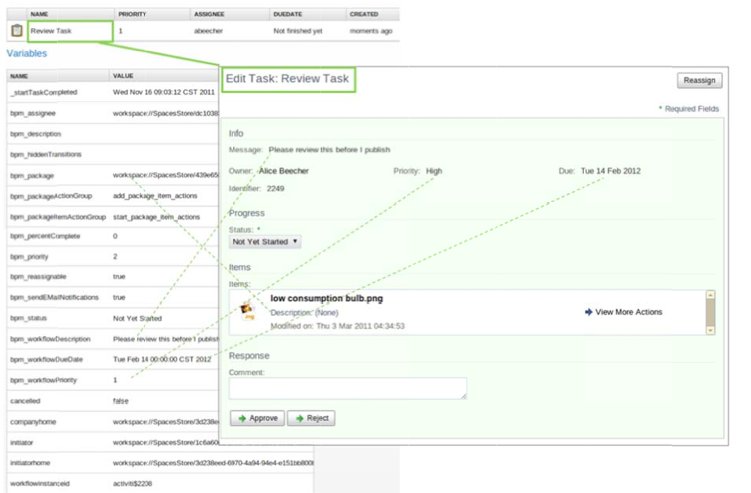 NAME PRIORITY ASSIGNEE DUEDATE CREATED
Review Task 1 abeecher Not finished yet moments ago
Variables
NAME VALUE
_startTaskCompleted Wed Nov 16 09:03:12 CST 2011
bpm_assignee workspace://SpacesStore/dc1038
bpm_description
bpm_hiddenTransitions
bpm_package workspace://SpacesStore/439e65
bpm_packageActionGroup add_package_item_actions
bpm_packageItemActionGroup start_package_item_actions
bpm_percentComplete 0
bpm_priority 2
bpm_reassignable true
bpm_sendEMailNotifications true
bpm_status Not Yet Started
bpm_workflowDescription Please review this before I publish
bpm_workflowDueDate Tue Feb 14 00:00:00 CST 2012
bpm_workflowPriority 1
cancelled false
companyhome workspace://SpacesStore/3d238e
initiator workspace://SpacesStore/1c6a60
initiatorhome workspace://SpacesStore/3d238eed-6970-4a94-94e4-e151bb800
workflowinstanceid activiti$2208
Edit Task: Review Task
Reassign
* Required Fields
Info
Message: Please review this before I publish
Owner: Alice Beecher Priority: High Due: Tue 14 Feb 2012
Identifier: 2249
Progress
Status: *
Not Yet Started
Items
Items:
low consumption bulb.png
Description: (None)
Modified on: Thu 3 Mar 2011 04:34:53
View More Actions
Response
Comment:
Approve Reject